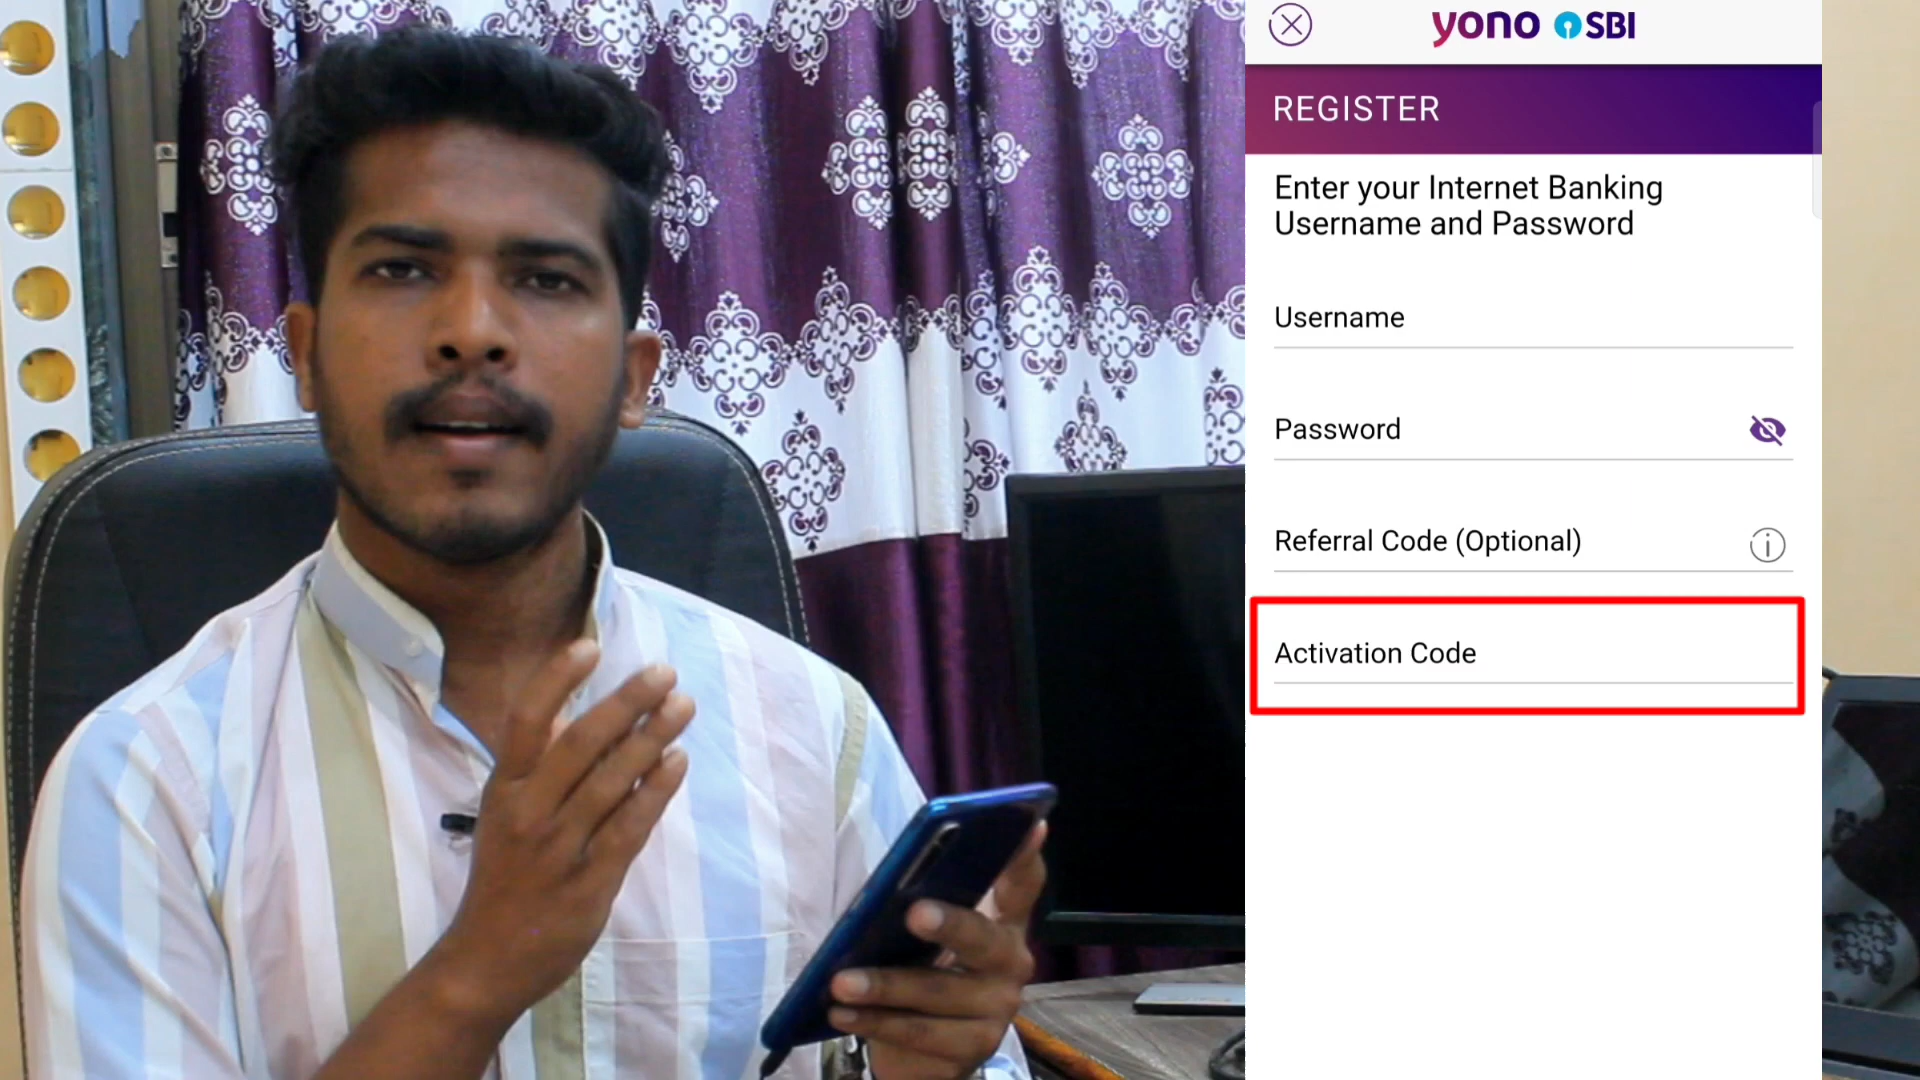 yono SBI
REGISTER
Enter your Internet Banking
Username and Password
Username
Password
Referral Code (Optional)
Activation Code